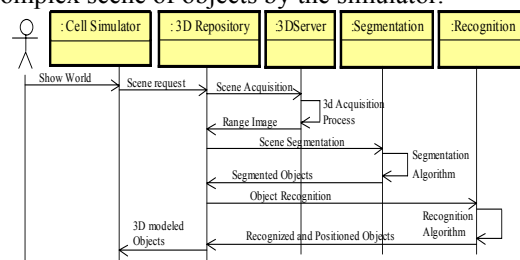 omplex scene of objects by the simulator.
: Cell Simulator
: 3D Repository
:3DServer
:Segmentation
:Recognition
Show World
Scene request
Scene Acquisition
3d Acquisition
Process
Range Image
Scene Segmentation
Segmentation
Algorithm
Segmented Objects
Object Recognition
Recognition
Algorithm
3D modeled
Objects
Recognized and Positioned Objects